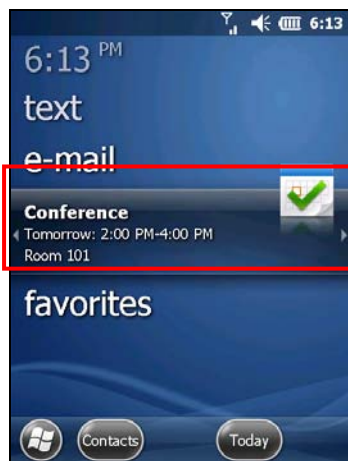 6:13
6:13 PM
text
e-mail
Conference
Tomorrow: 2:00 PM-4:00 PM
Room 101
favorites
Contacts
Today